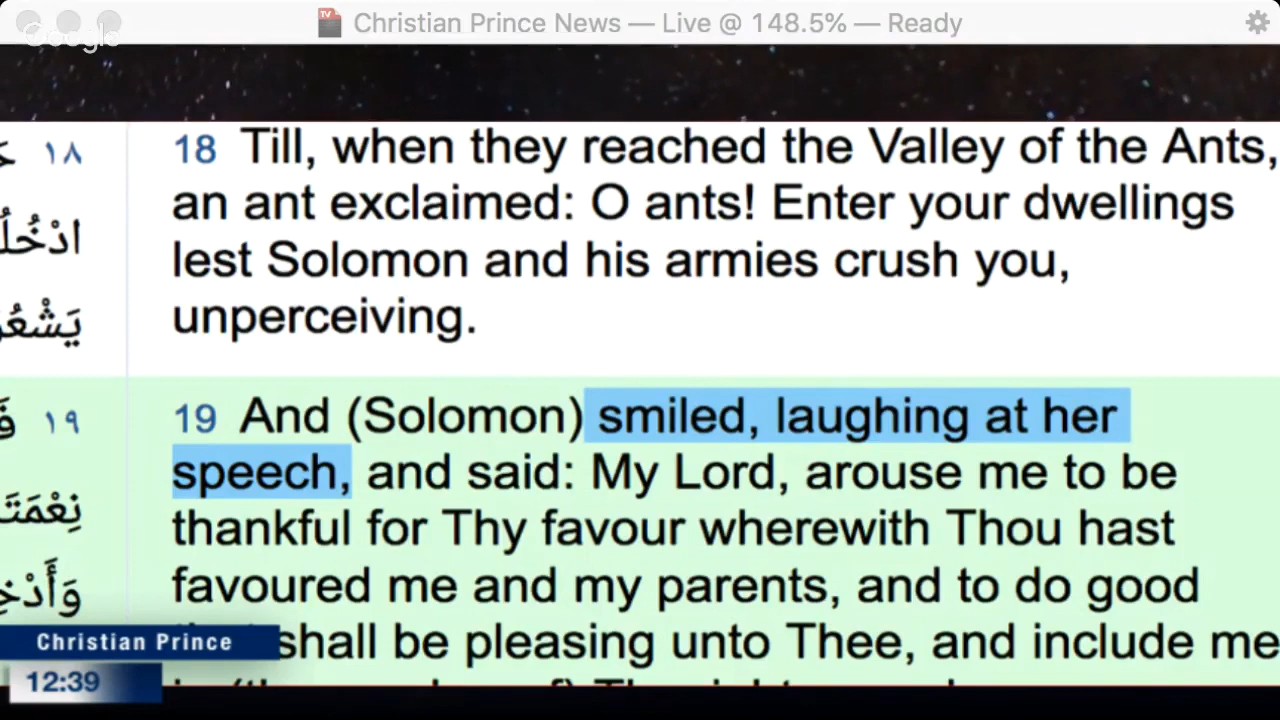 Google
TV
Christian Prince News — Live @ 148.5% — Ready
١٨
18 Till, when they reached the Valley of the Ants,
an ant exclaimed: O ants! Enter your dwellings
lest Solomon and his armies crush you,
unperceiving.
١٩
19 And (Solomon) smiled, laughing at her
speech, and said: My Lord, arouse me to be
thankful for Thy favour wherewith Thou hast
favoured me and my parents, and to do good
shall be pleasing unto Thee, and include me
Christian Prince
12:39